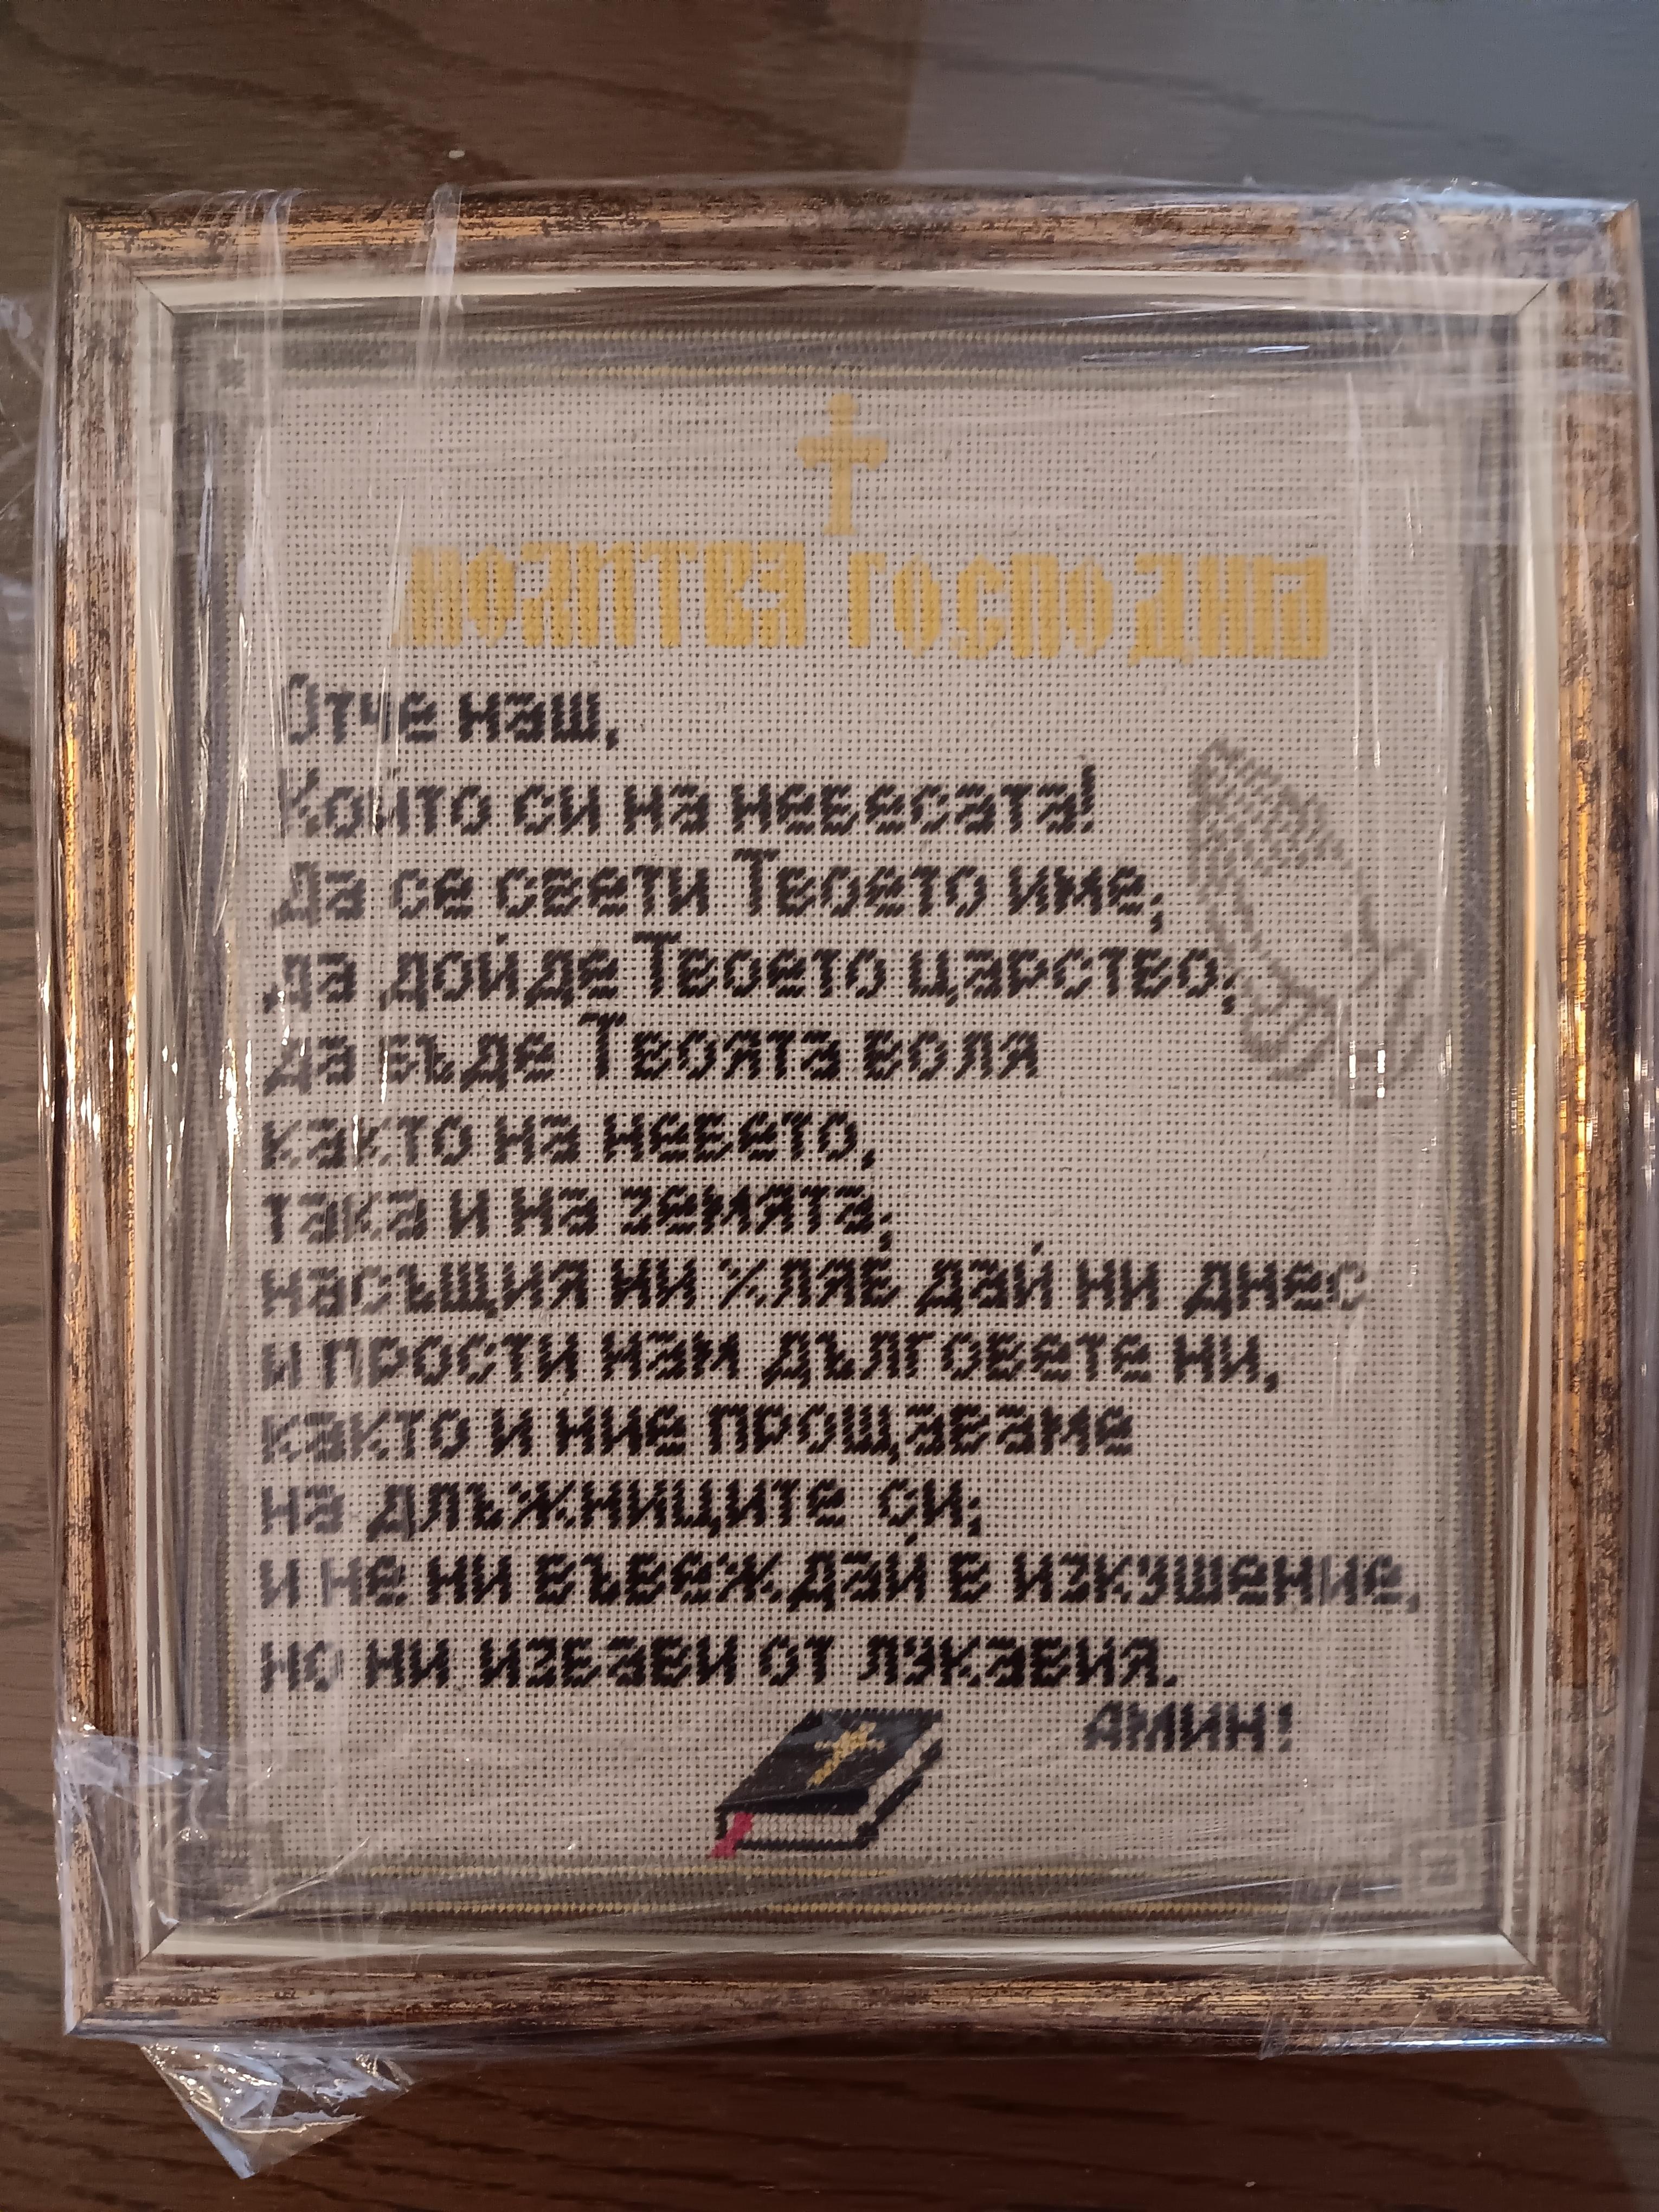 МОЛИТВА ГОСПОДНЯ
Отче наш,
Който си на небесата!
Да се свети Твоето име;
да дойде Твоето царство;
да бъде Твоята воля
както на небето,
така и на земята;
насъщия ни хляб дай ни днес
и прости нам дълговете ни,
както и ние прощаваме
на длъжниците си;
и не ни въвеждай в изкушение,
но ни избави от лукавия.
АМИН!